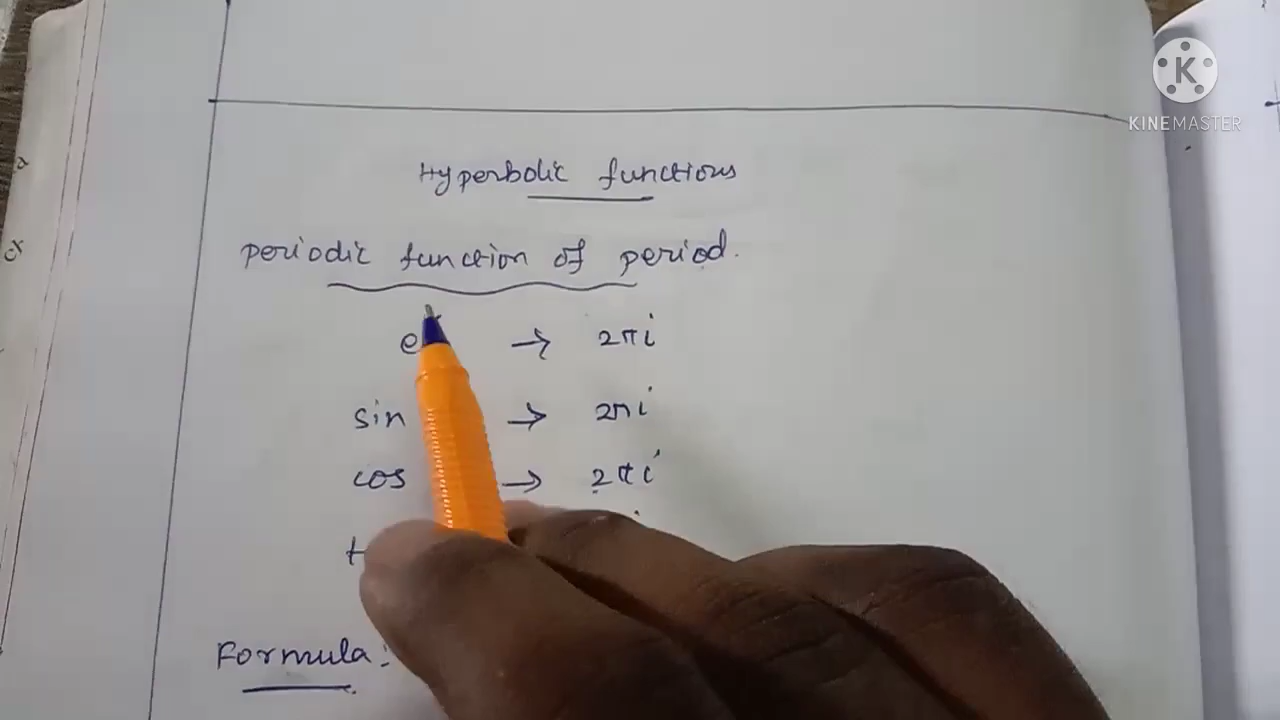 KINEMASTER
Hyperbolic functions
Periodic function of period.
e → 2πi
sin → 2πi
cos → 2πi
Formula: